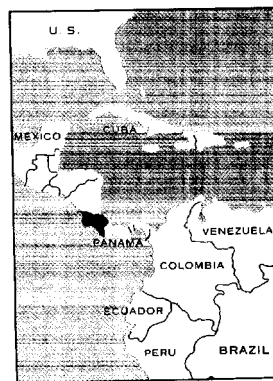 U. S.
MEXICO
CUBA
PANAMA
VENEZUELA
COLOMBIA
ECUADOR
PERU
BRAZIL